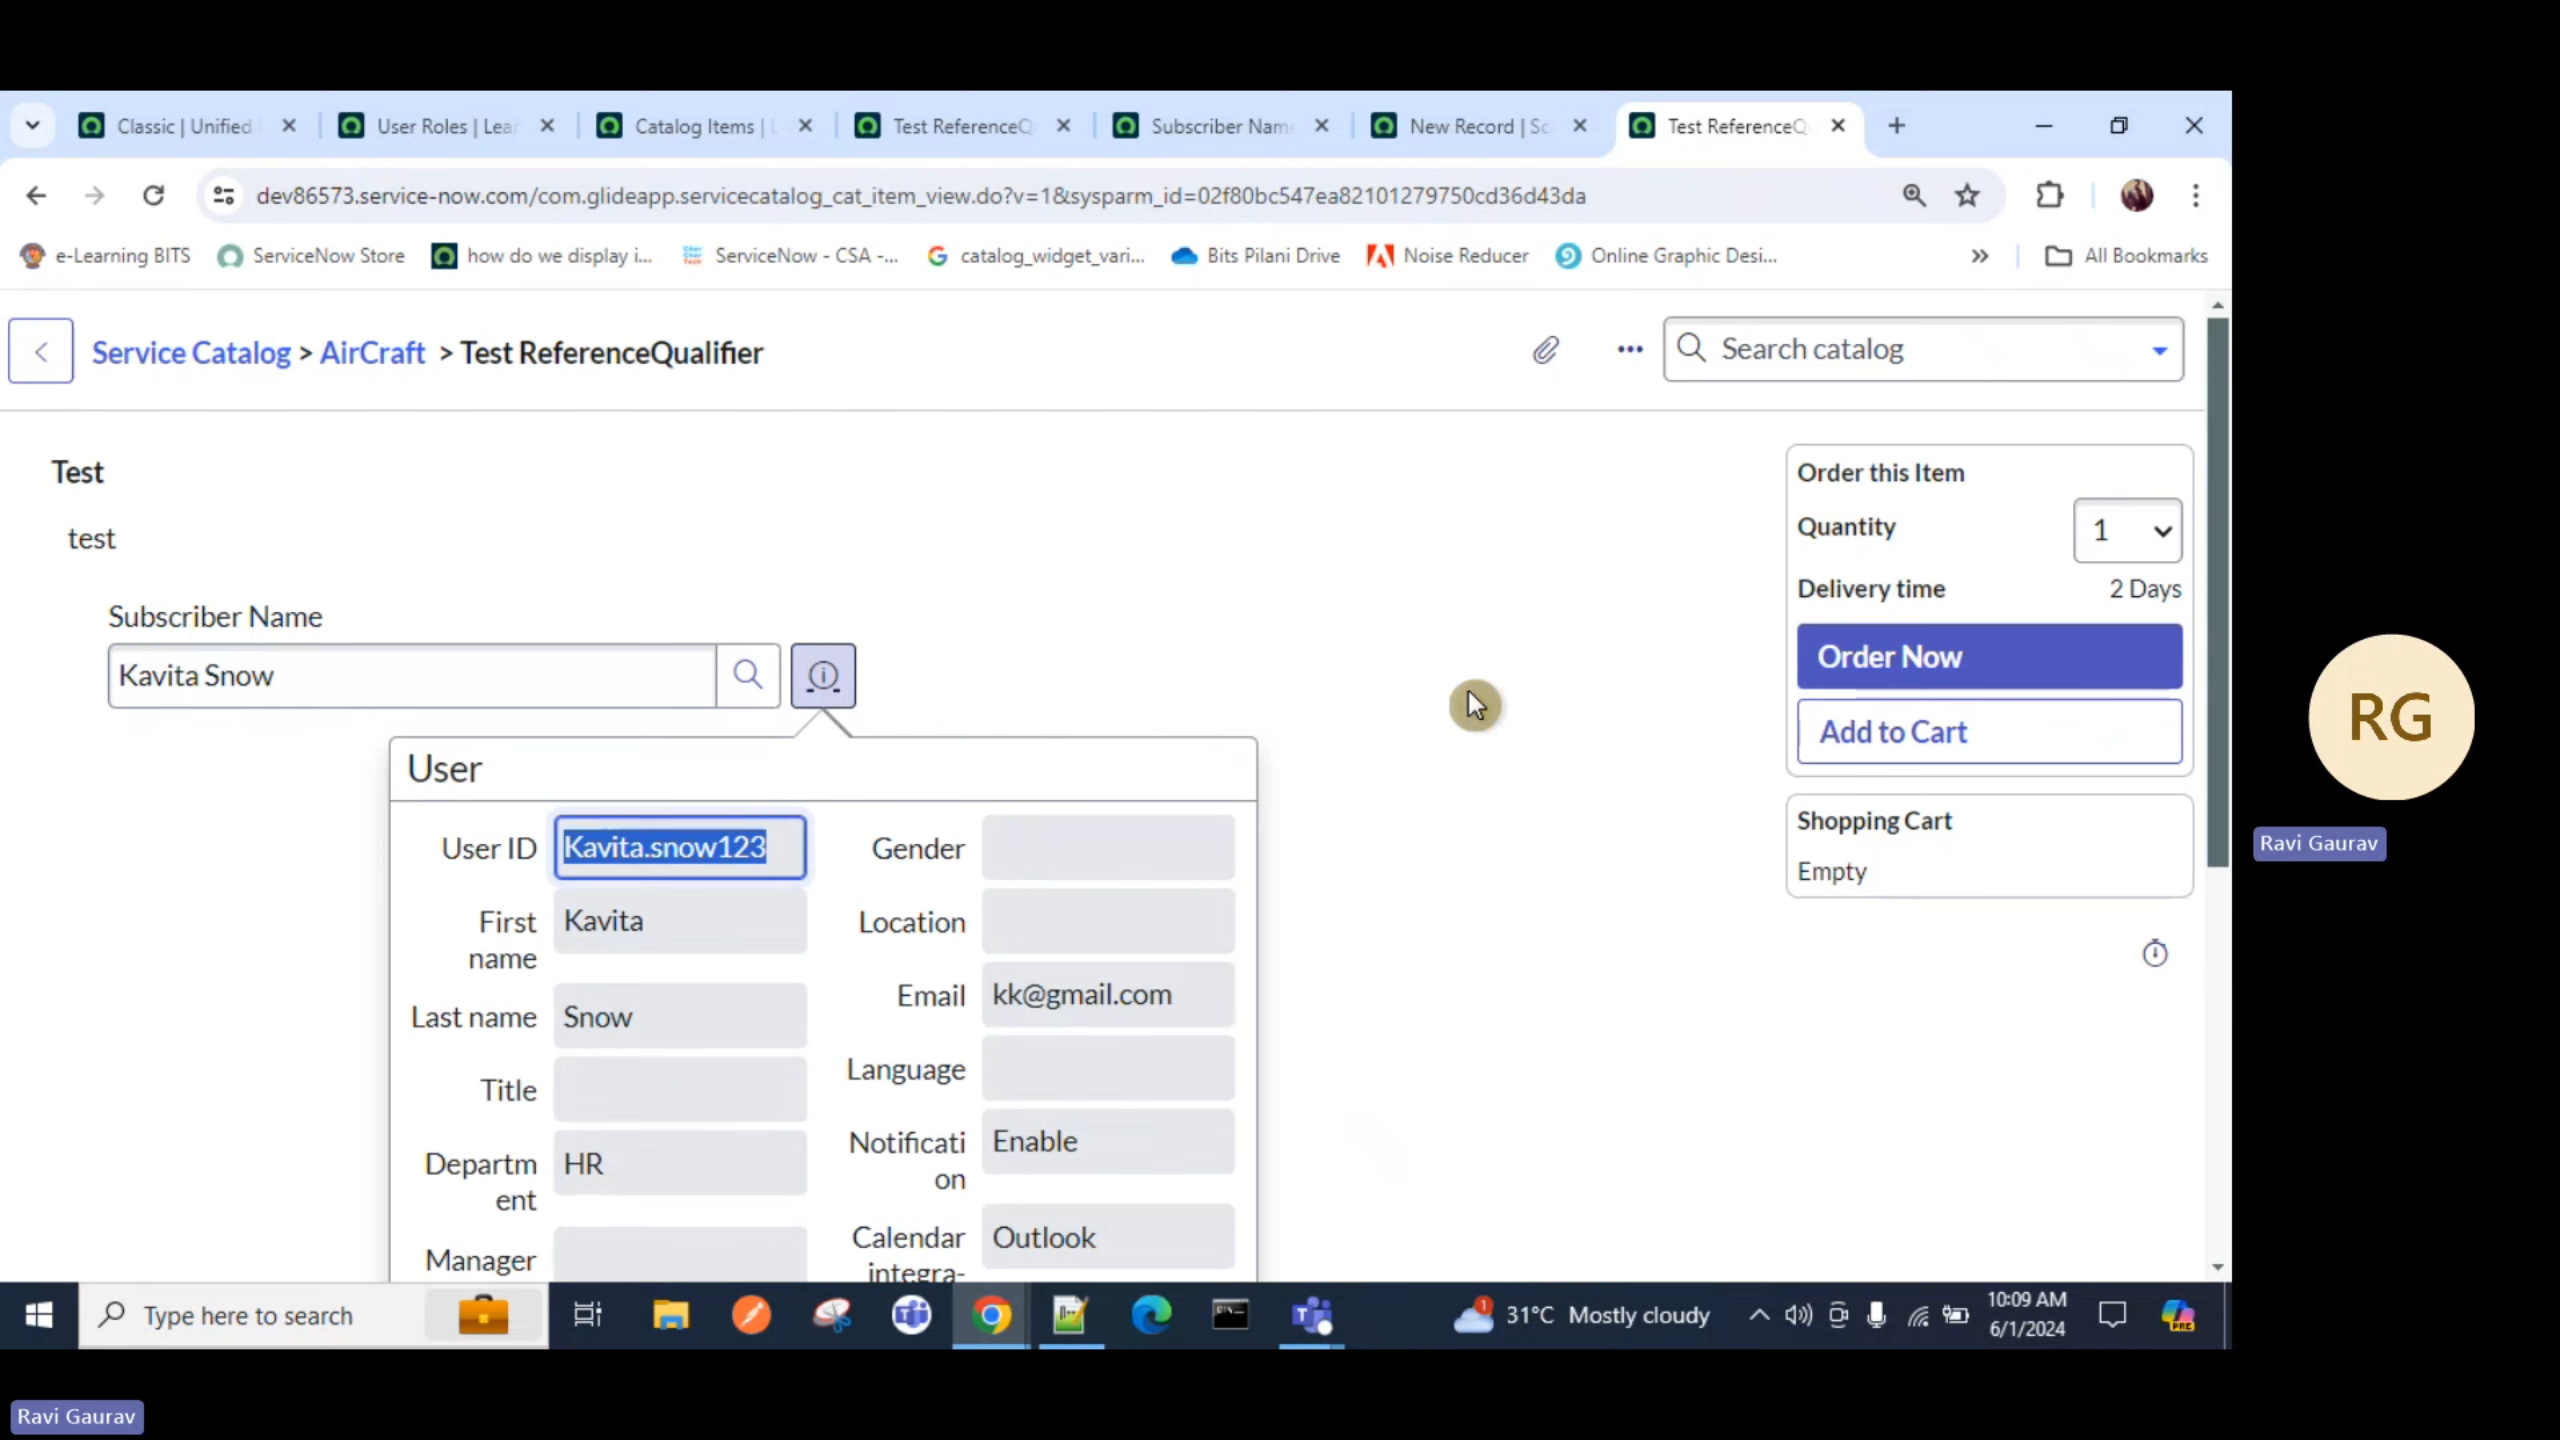 Classic | Unified
User Roles | Lea
Catalog Items | L
Test ReferenceQ
Subscriber Nam
New Record | Sc
Test ReferenceQ
dev86573.service-now.com/com.glideapp.servicecatalog_cat_item_view.do?v=1&sysparm_id=02f80bc547ea82101279750cd36d43da
e-Learning BITS
ServiceNow Store
how do we display i...
ServiceNow - CSA -...
catalog_widget_vari...
Bits Pilani Drive
Noise Reducer
Online Graphic Desi...
All Bookmarks
Service Catalog > AirCraft > Test ReferenceQualifier
Search catalog
Test
test
Subscriber Name
Kavita Snow
Order this Item
Quantity
1
Delivery time
2 Days
Order Now
Add to Cart
Shopping Cart
Empty
User
User ID
Kavita.snow123
First
name
Kavita
Last name
Snow
Title
Departm
ent
HR
Manager
Gender
Location
Email
kk@gmail.com
Language
Notificati
on
Enable
Calendar
integra-
Outlook
RG
Ravi Gaurav
Type here to search
1
31°C Mostly cloudy
10:09 AM
6/1/2024
PRE
Ravi Gaurav